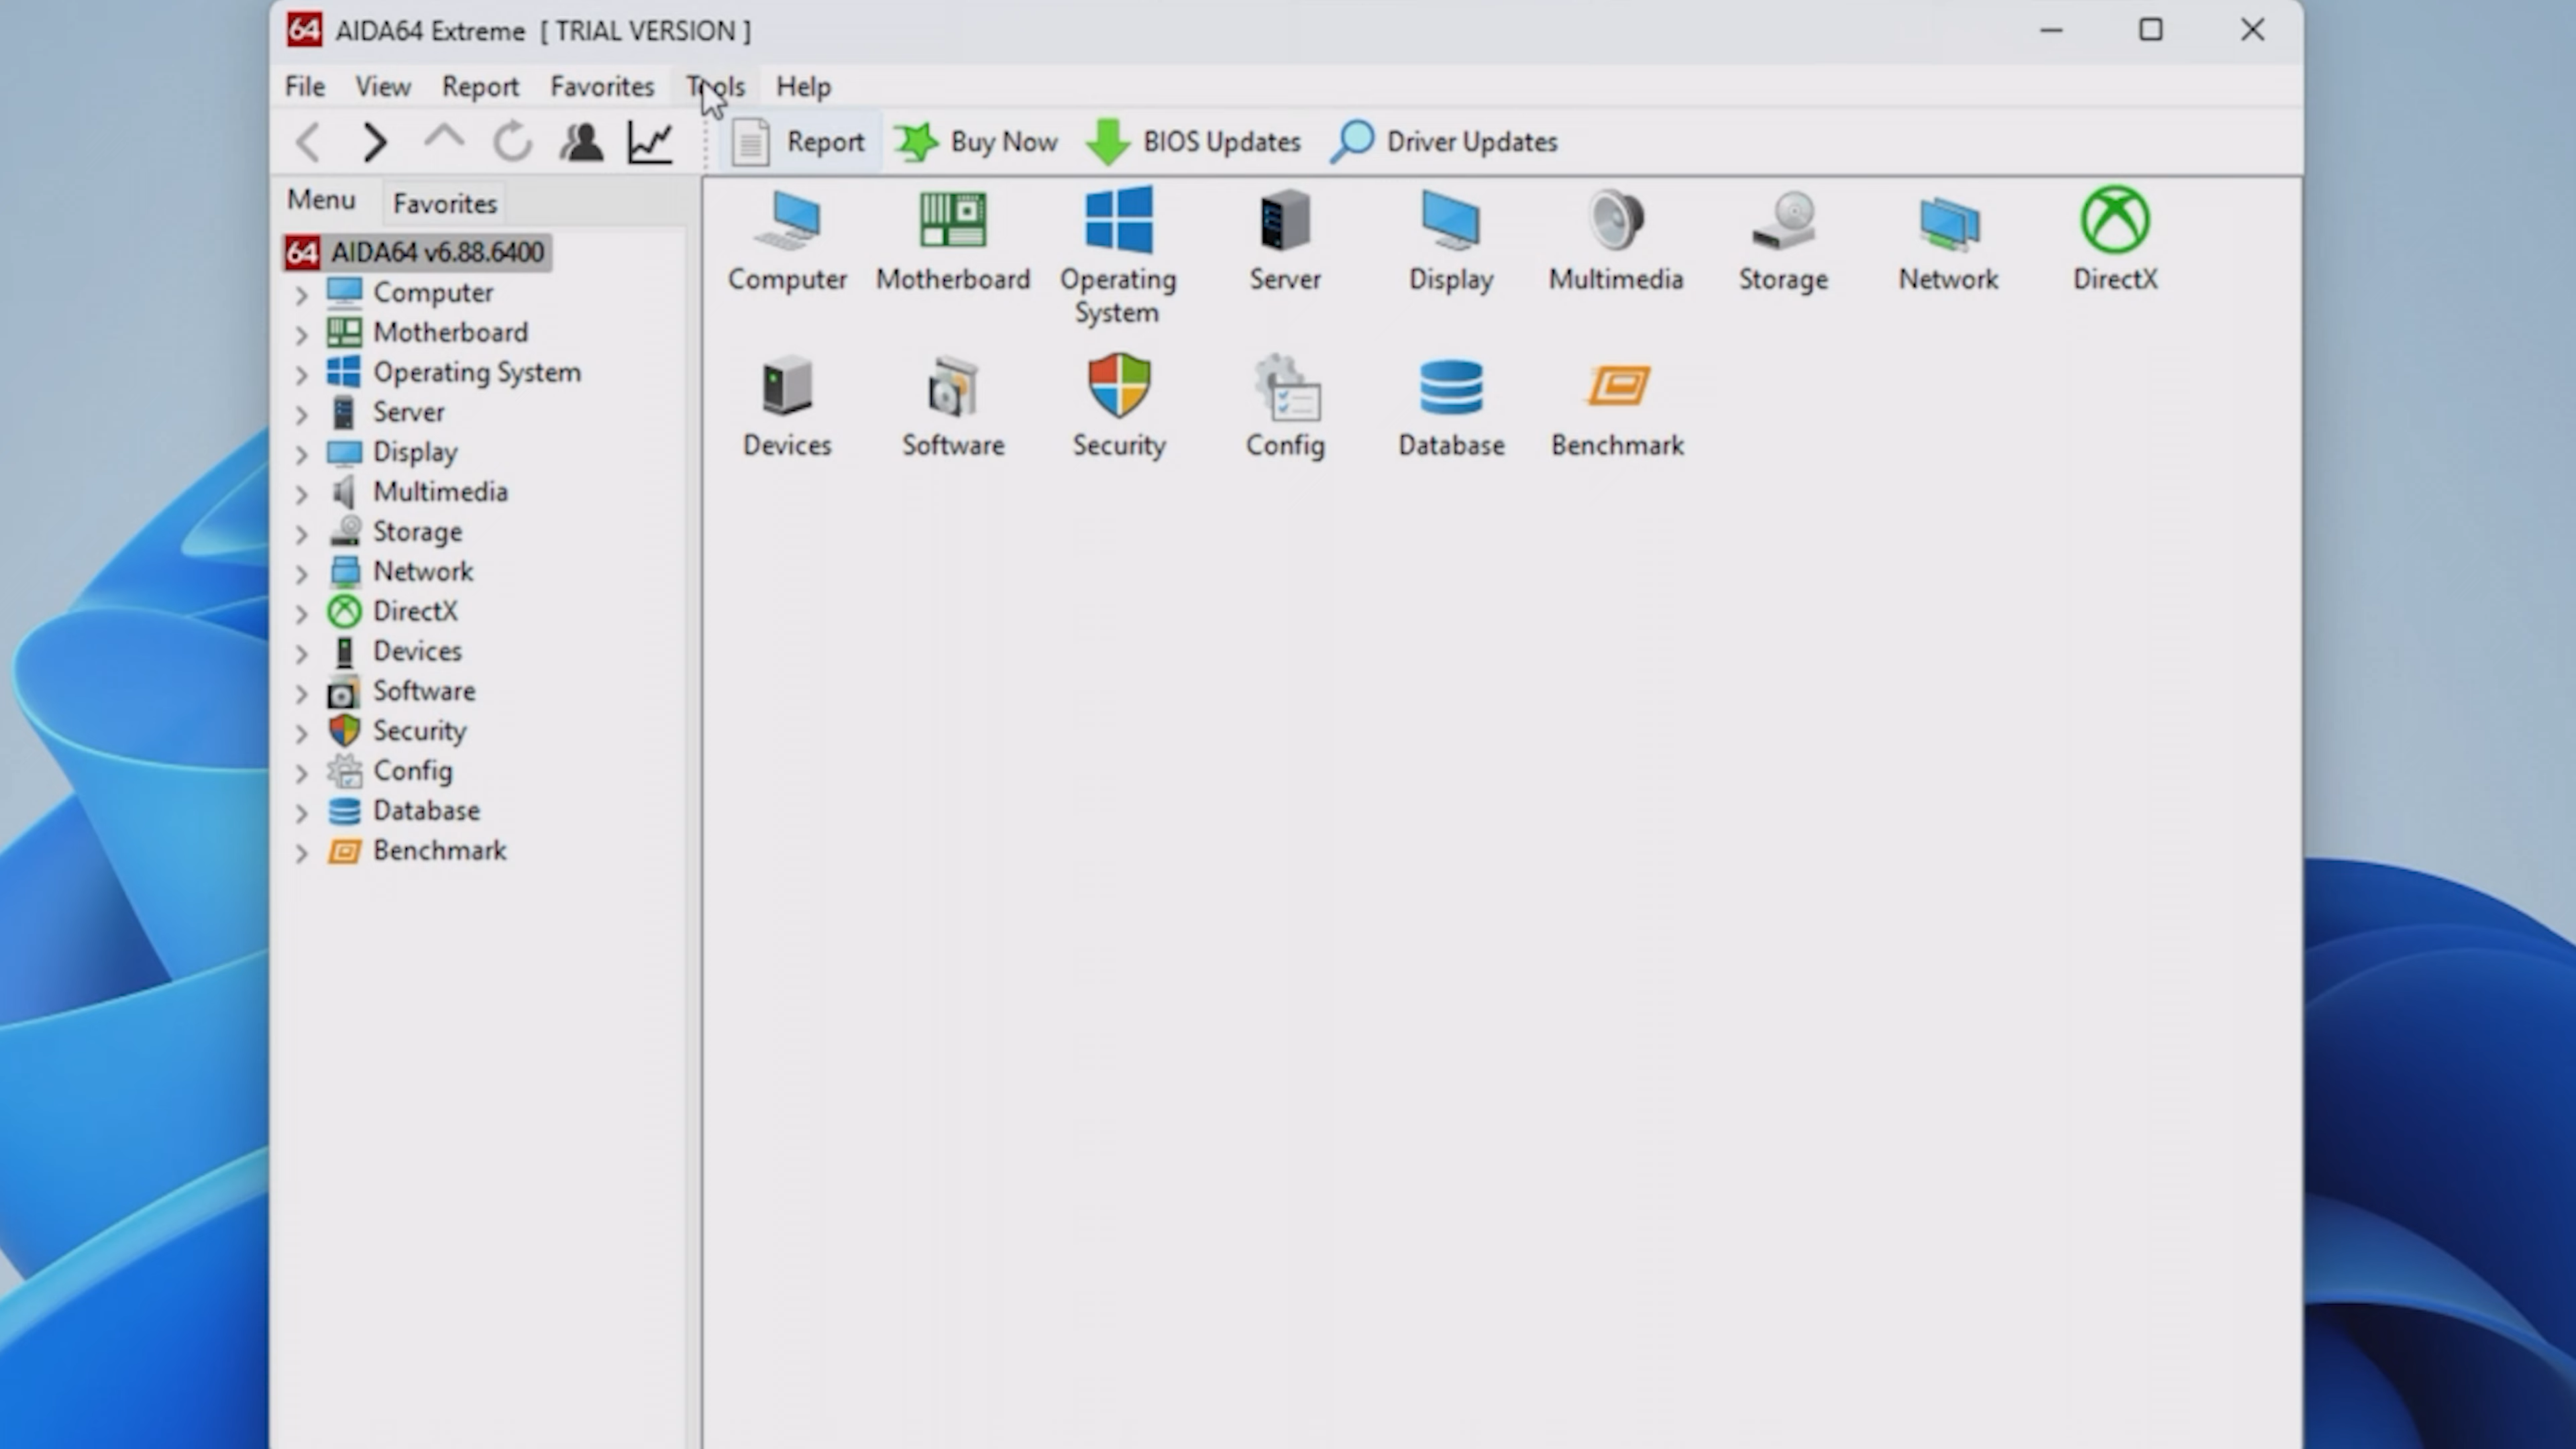 64 AIDA64 Extreme [ TRIAL VERSION ]
File View Report Favorites Tools Help
Report Buy Now BIOS Updates Driver Updates
Menu Favorites
64 AIDA64 v6.88.6400
Computer
Motherboard
Operating System
Server
Display
Multimedia
Storage
Network
DirectX
Devices
Software
Security
Config
Database
Benchmark
Computer Motherboard Operating System Server Display Multimedia Storage Network DirectX
Devices Software Security Config Database Benchmark